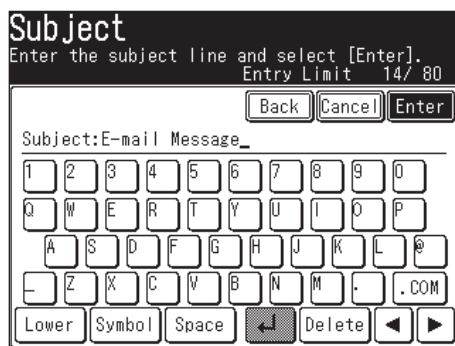 Subject
Enter the subject line and select [Enter].
Entry Limit 14/ 80
Back Cancel Enter
Subject:E-mail Message_
1 2 3 4 5 6 7 8 9 0
Q W E R T Y U I O P
A S D F G H J K L @
_ Z X C V B N M . .COM
Lower Symbol Space ↵ Delete ◀ ▶